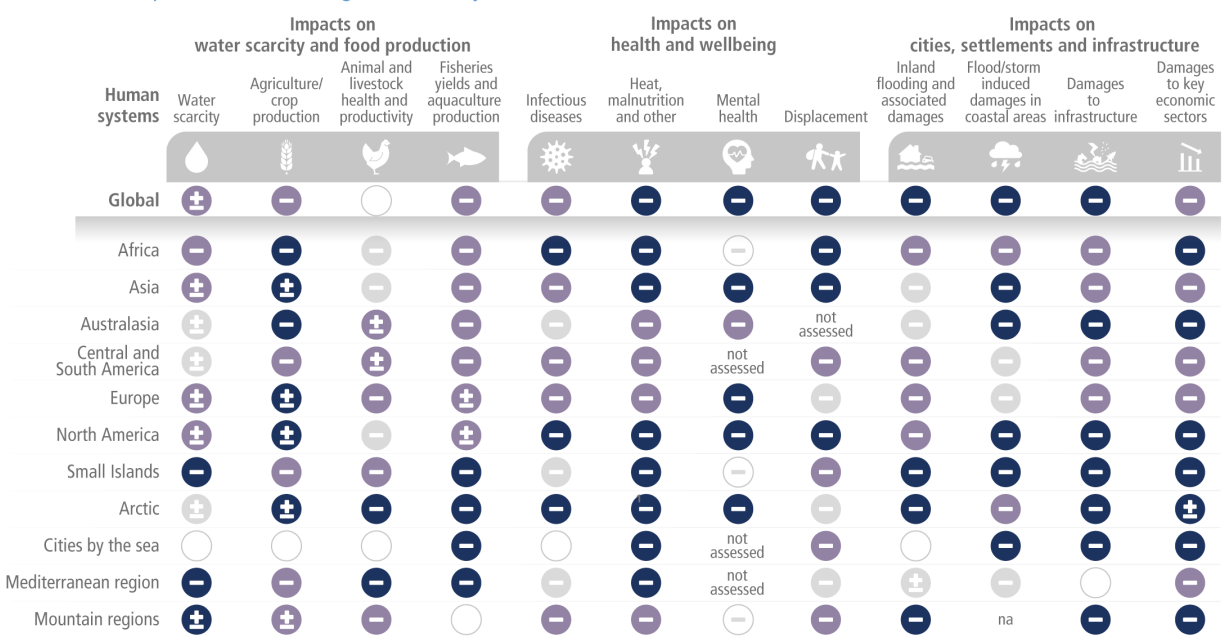 Impacts on
water scarcity and food production
Impacts on
health and wellbeing
Impacts on
cities, settlements and infrastructure
Human
systems
Water
scarcity
Agriculture/
crop
production
Animal and
livestock
health and
productivity
Fisheries
yields and
aquaculture
production
Infectious
diseases
Heat,
malnutrition
and other
Mental
health
Displacement
Inland
flooding and
associated
damages
Flood/storm
induced
damages in
coastal areas
Damages
to
infrastructure
Damages
to key
economic
sectors
Global
± − − − − − − − − − −
Africa
− − − − − − − − − − − −
Asia
± ± − − − − − − − − − −
Australasia
± − ± − − − − not assessed − − − −
Central and
South America
± − ± − − − not assessed − − − − −
Europe
± ± − ± − − − − − − − −
North America
± ± − ± − − − − − − − −
Small Islands
− − − − − − − − − − − −
Arctic
± ± − − − − − − − − − ±
Cities by the sea
− − not assessed − − − −
Mediterranean region
− − − − − − not assessed − ± − −
Mountain regions
± ± − − − − − − na − −